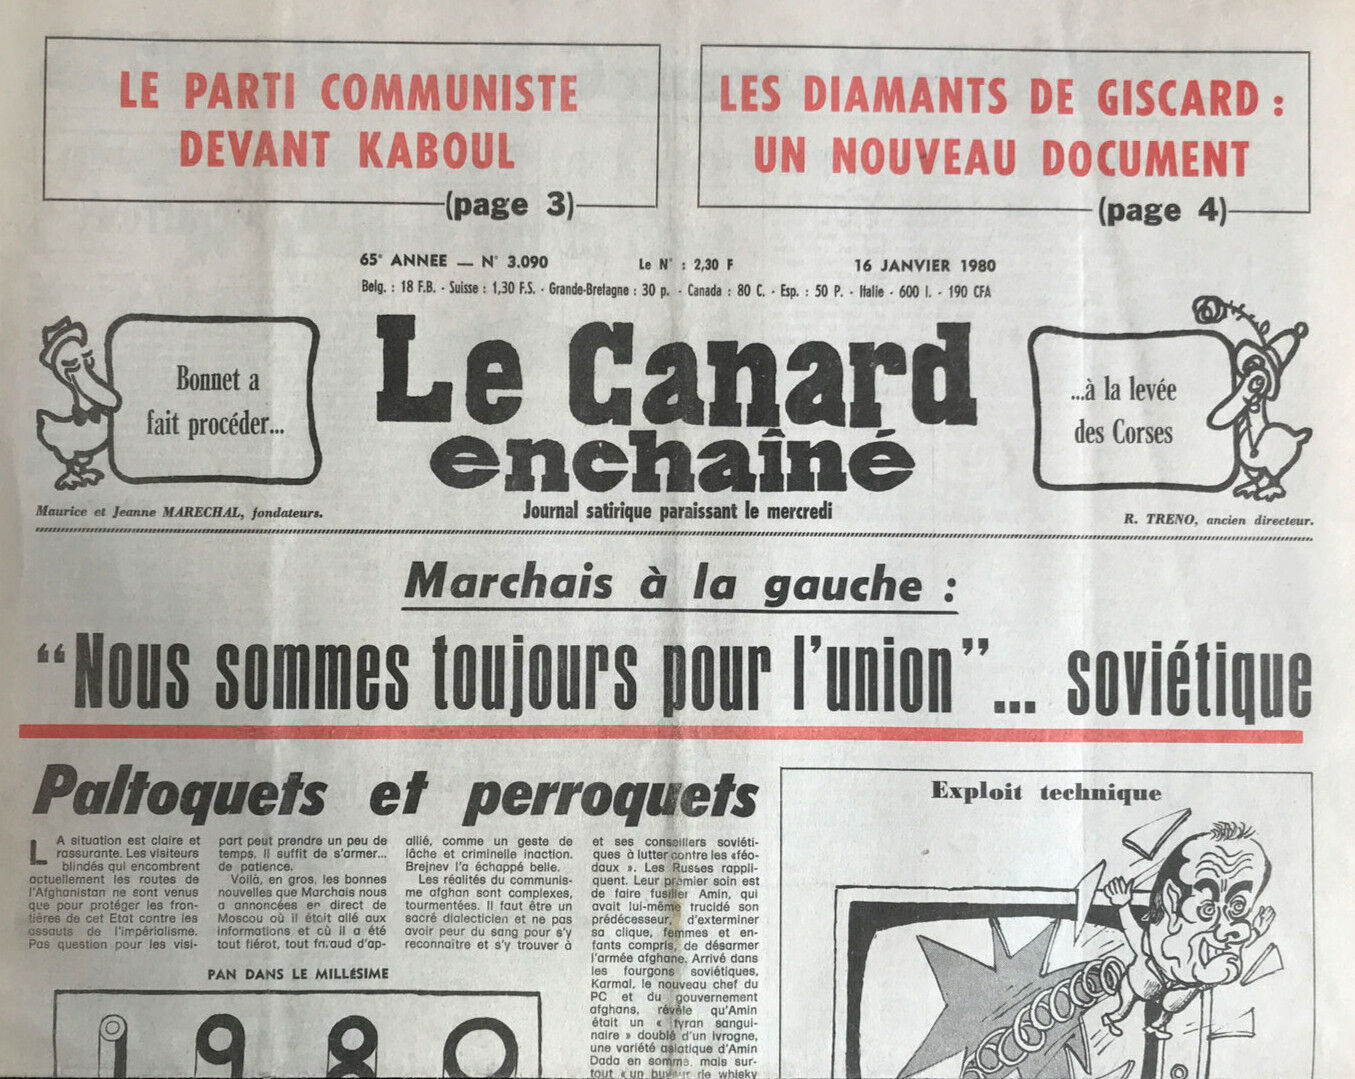 LE PARTI COMMUNISTE
DEVANT KABOUL
(page 3)
LES DIAMANTS DE GISCARD :
UN NOUVEAU DOCUMENT
(page 4)
65e ANNEE — N° 3.090
Le N° : 2,30 F
16 JANVIER 1980
Belg. : 18 F.B. - Suisse : 1,30 F.S. - Grande-Bretagne : 30 p. - Canada : 80 C. - Esp. : 50 P. - Italie - 600 l. - 190 CFA
Bonnet a
fait procéder...
Le Canard
enchaîné
Journal satirique paraissant le mercredi
...à la levée
des Corses
Maurice et Jeanne MARECHAL, fondateurs.
R. TRENO, ancien directeur.
Marchais à la gauche :
“Nous sommes toujours pour l'union”... soviétique
Paltoquets et perroquets
LA situation est claire et
rassurante. Les visiteurs
blindés qui encombrent
actuellement les routes de
l'Afghanistan ne sont venus
que pour protéger les fron-
tières de cet Etat contre les
assauts de l'impérialisme.
Pas question pour les visi-
part peut prendre un peu de
temps. Il suffit de s'armer...
de patience.
Voilà, en gros, les bonnes
nouvelles que Marchais nous
a annoncées en direct de
Moscou où il était allé aux
informations et où il a été
tout fiérot, tout faraud d'ap-
allié, comme un geste de
lâche et criminelle inaction.
Brejnev l'a échappé belle.
Les réalités du communis-
me afghan sont complexes,
tourmentées. Il faut être un
sacré dialecticien et ne pas
avoir peur du sang pour s'y
reconnaître et s'y trouver à
et ses conseillers sovieti-
ques à lutter contre les «féo-
daux ». Les Russes rappli-
quent. Leur premier soin est
de faire fusiller Amin, qui
avait lui-même trucidé son
prédécesseur, d'exterminer
sa clique, femmes et en-
fants compris, de désarmer
l'armée afghane. Arrivé dans
les fourgons soviétiques,
Karmal, le nouveau chef du
PC et du gouvernement
afghans, révèle qu'Amin
était un « tyran sangui-
naire » doublé d'un ivrogne,
une variété asiatique d'Amin
Dada en somme, mais sur-
tout « un buveur de whisky
PAN DANS LE MILLÉSIME
1980
Exploit technique